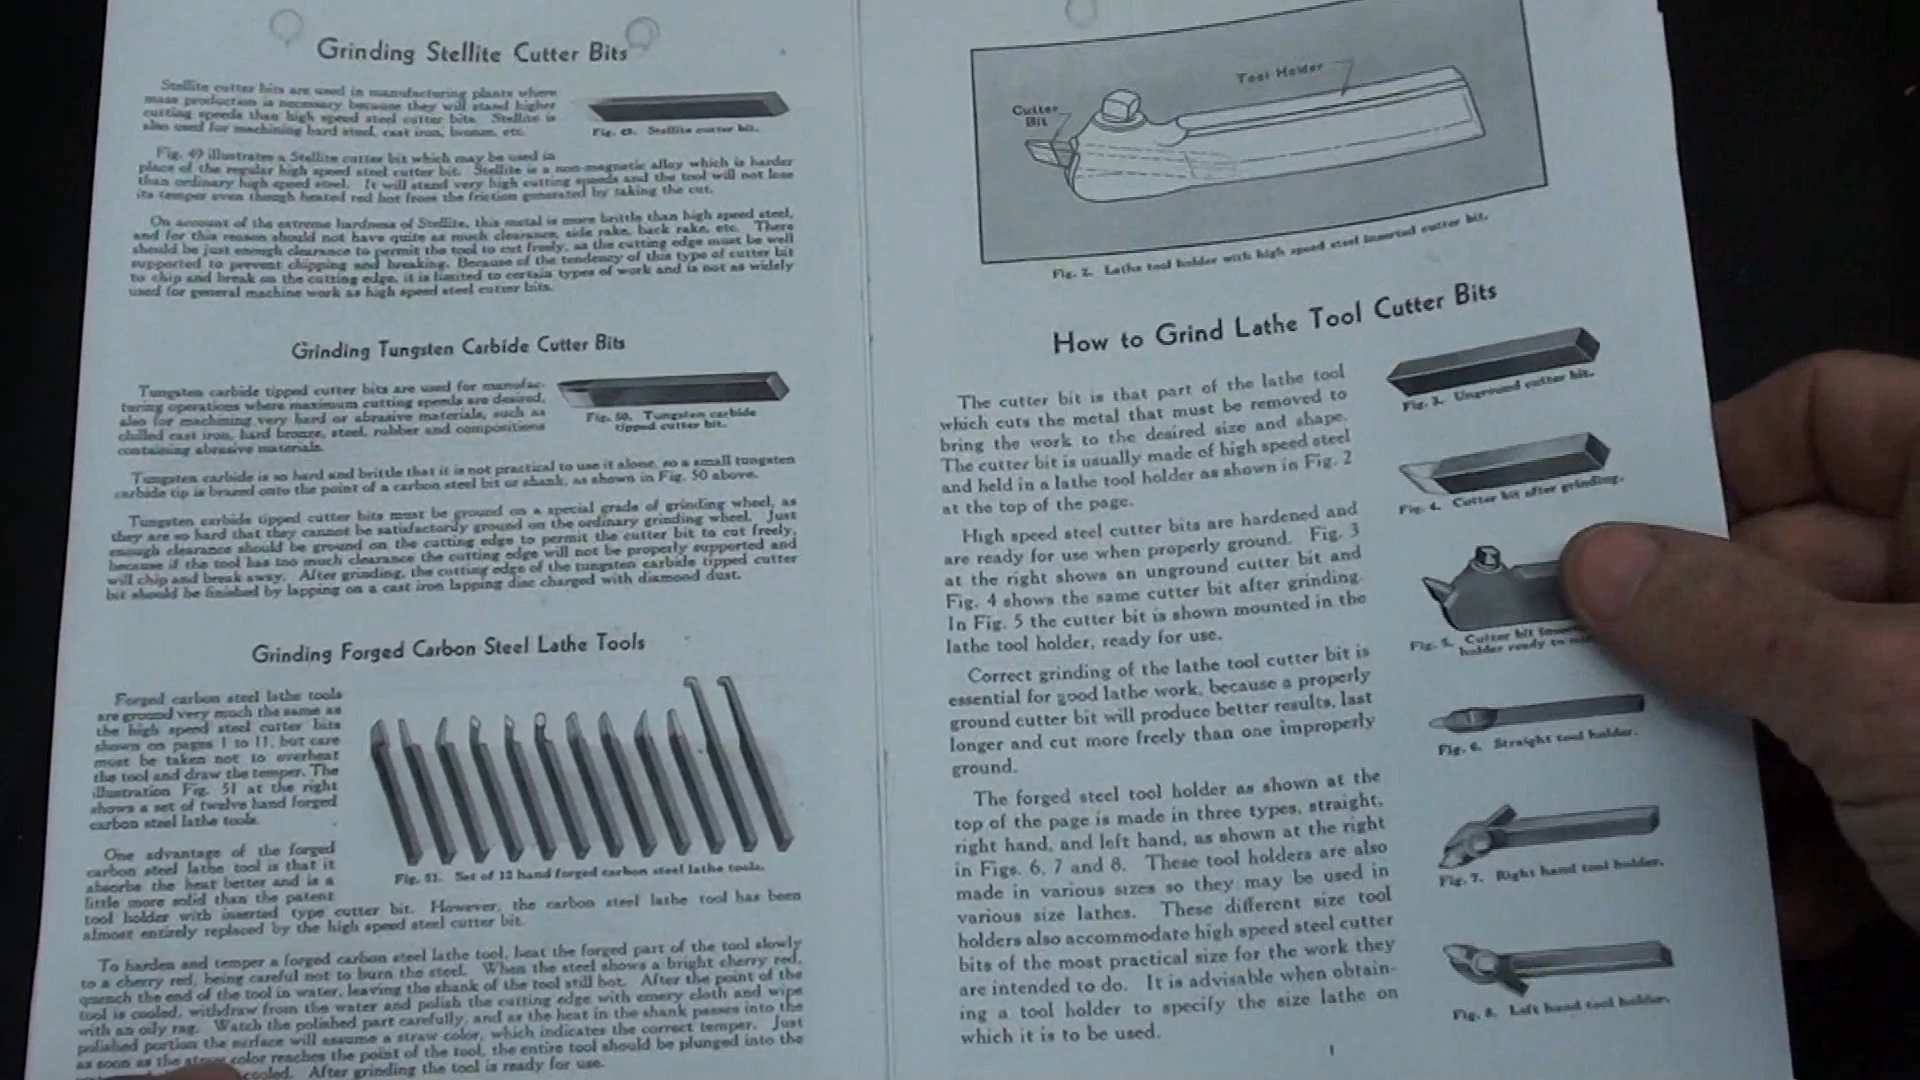 Grinding Stellite Cutter Bits
Stellite cutter bits are used in manufacturing plants where
mass production is necessary because they will stand higher
cutting speeds than high speed steel cutter bits. Stellite is
also used for machining hard steel, cast iron, bronze, etc.
Fig. 49. Stellite cutter bit.
Fig. 49 illustrates a Stellite cutter bit which may be used in
place of the regular high speed steel cutter bit. Stellite is a non-magnetic alloy which is harder
than ordinary high speed steel. It will stand very high cutting speeds and the tool will not lose
its temper even though heated red hot from the friction generated by taking the cut.
On account of the extreme hardness of Stellite, this metal is more brittle than high speed steel,
and for this reason should not have quite as much clearance, side rake, back rake, etc. There
should be just enough clearance to permit the tool to cut freely, as the cutting edge must be well
supported to prevent chipping and breaking. Because of the tendency of this type of cutter bit
to chip and break on the cutting edge, it is limited to certain types of work and is not as widely
used for general machine work as high speed steel cutter bits.
Grinding Tungsten Carbide Cutter Bits
Tungsten carbide tipped cutter bits are used for manufac-
turing operations where maximum cutting speeds are desired,
also for machining very hard or abrasive materials, such as
chilled cast iron, hard bronze, steel, rubber and compositions
containing abrasive materials.
Fig. 50. Tungsten carbide
tipped cutter bit.
Tungsten carbide is so hard and brittle that it is not practical to use it alone, so a small tungsten
carbide tip is brazed onto the point of a carbon steel bit or shank, as shown in Fig. 50 above.
Tungsten carbide tipped cutter bits must be ground on a special grade of grinding wheel, as
they are so hard that they cannot be satisfactorily ground on the ordinary grinding wheel. Just
enough clearance should be ground on the cutting edge to permit the cutter bit to cut freely,
because if the tool has too much clearance the cutting edge will not be properly supported and
will chip and break away. After grinding, the cutting edge of the tungsten carbide tipped cutter
bit should be finished by lapping on a cast iron lapping disc charged with diamond dust.
Grinding Forged Carbon Steel Lathe Tools
Forged carbon steel lathe tools
are ground very much the same as
the high speed steel cutter bits
shown on pages 1 to 11, but care
must be taken not to overheat
the tool and draw the temper. The
illustration Fig. 51 at the right
shows a set of twelve hand forged
carbon steel lathe tools.
Fig. 51. Set of 12 hand forged carbon steel lathe tools.
One advantage of the forged
carbon steel lathe tool is that it
absorbs the heat better and is a
little more solid than the patent
tool holder with inserted type cutter bit. However, the carbon steel lathe tool has been
almost entirely replaced by the high speed steel cutter bit.
To harden and temper a forged carbon steel lathe tool, heat the forged part of the tool slowly
to a cherry red, being careful not to burn the steel. When the steel shows a bright cherry red,
quench the end of the tool in water, leaving the shank of the tool still hot. After the point of the
tool is cooled, withdraw from the water and polish the cutting edge with emery cloth and wipe
with an oily rag. Watch the polished part carefully, and as the heat in the shank passes into the
polished portion the surface will assume a straw color, which indicates the correct temper. Just
as soon as the straw color reaches the point of the tool, the entire tool should be plunged into the
cooled. After grinding the tool is ready for use.
Tool Holder
Cutter
Bit
Fig. 2. Lathe tool holder with high speed steel inserted cutter bit.
How to Grind Lathe Tool Cutter Bits
The cutter bit is that part of the lathe tool
which cuts the metal that must be removed to
bring the work to the desired size and shape.
The cutter bit is usually made of high speed steel
and held in a lathe tool holder as shown in Fig. 2
at the top of the page.
High speed steel cutter bits are hardened and
are ready for use when properly ground. Fig. 3
at the right shows an unground cutter bit and
Fig. 4 shows the same cutter bit after grinding.
In Fig. 5 the cutter bit is shown mounted in the
lathe tool holder, ready for use.
Correct grinding of the lathe tool cutter bit is
essential for good lathe work, because a properly
ground cutter bit will produce better results, last
longer and cut more freely than one improperly
ground.
The forged steel tool holder as shown at the
top of the page is made in three types, straight,
right hand, and left hand, as shown at the right
in Figs. 6, 7 and 8. These tool holders are also
made in various sizes so they may be used in
various size lathes. These different size tool
holders also accommodate high speed steel cutter
bits of the most practical size for the work they
are intended to do. It is advisable when obtain-
ing a tool holder to specify the size lathe on
which it is to be used.
Fig. 3. Unground cutter bit.
Fig. 4. Cutter bit after grinding.
Fig. 5. Cutter bit
holder ready to
Fig. 6. Straight tool holder.
Fig. 7. Right hand tool holder.
Fig. 8. Left hand tool holder.
1